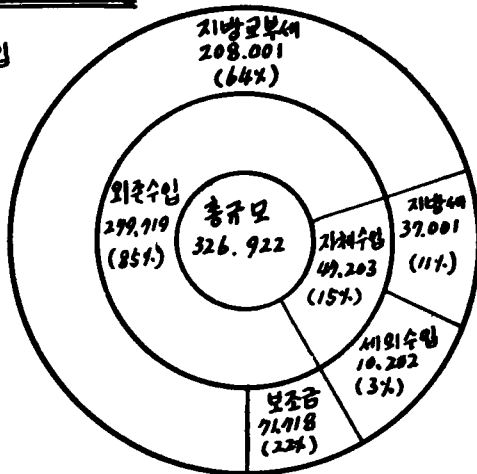 입
지방교부세
208.001
(64%)
외존수입
279,719
(85%)
총규모
326.922
자체수입
47.203
(15%)
지방세
37.001
(11%)
세외수입
10.202
(3%)
보조금
71.718
(22%)